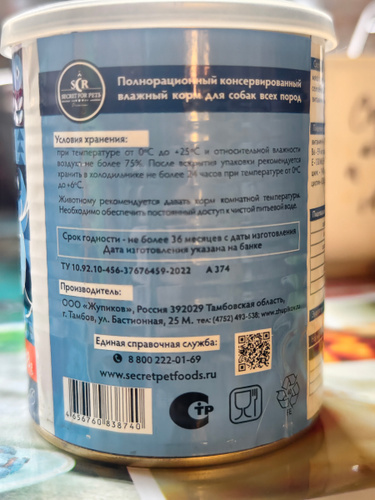 SCR
SECRET FOR PETS
Полнорационный консервированный
влажный корм для собак всех пород
Условия хранения:
при температуре от 0°С до +25°С и относительной влажности
воздуха не более 75%. После вскрытия упаковки рекомендуется
хранить в холодильнике не более 24 часов при температуре от 0°С
до +6°С.
Животному рекомендуется давать корм комнатной температуры.
Необходимо обеспечить постоянный доступ к чистой питьевой воде.
Срок годности - не более 36 месяцев с даты изготовления
Дата изготовления указана на банке
ТУ 10.92.10-456-37676459-2022 А 374
Производитель:
ООО «Жупиков», Россия 392029 Тамбовская область,
г. Тамбов, ул. Бастионная, 25 М. тел: (4752) 493-538;
Единая справочная служба:
8 800 222-01-69
www.secretpetfoods.ru
4 656760 838740